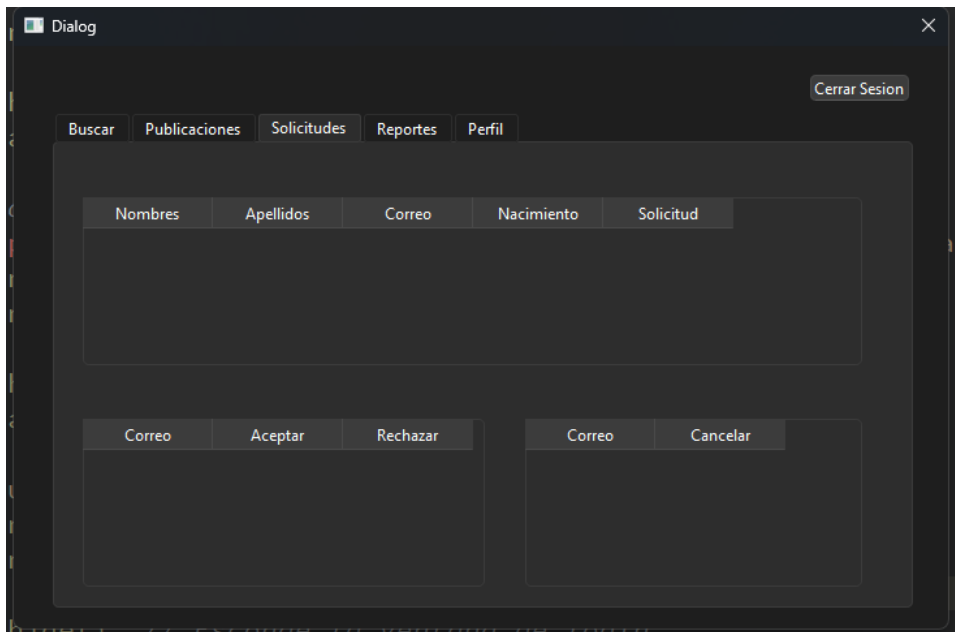 Dialog
Cerrar Sesion
Buscar Publicaciones Solicitudes Reportes Perfil
Nombres Apellidos Correo Nacimiento Solicitud
Correo Aceptar Rechazar Correo Cancelar